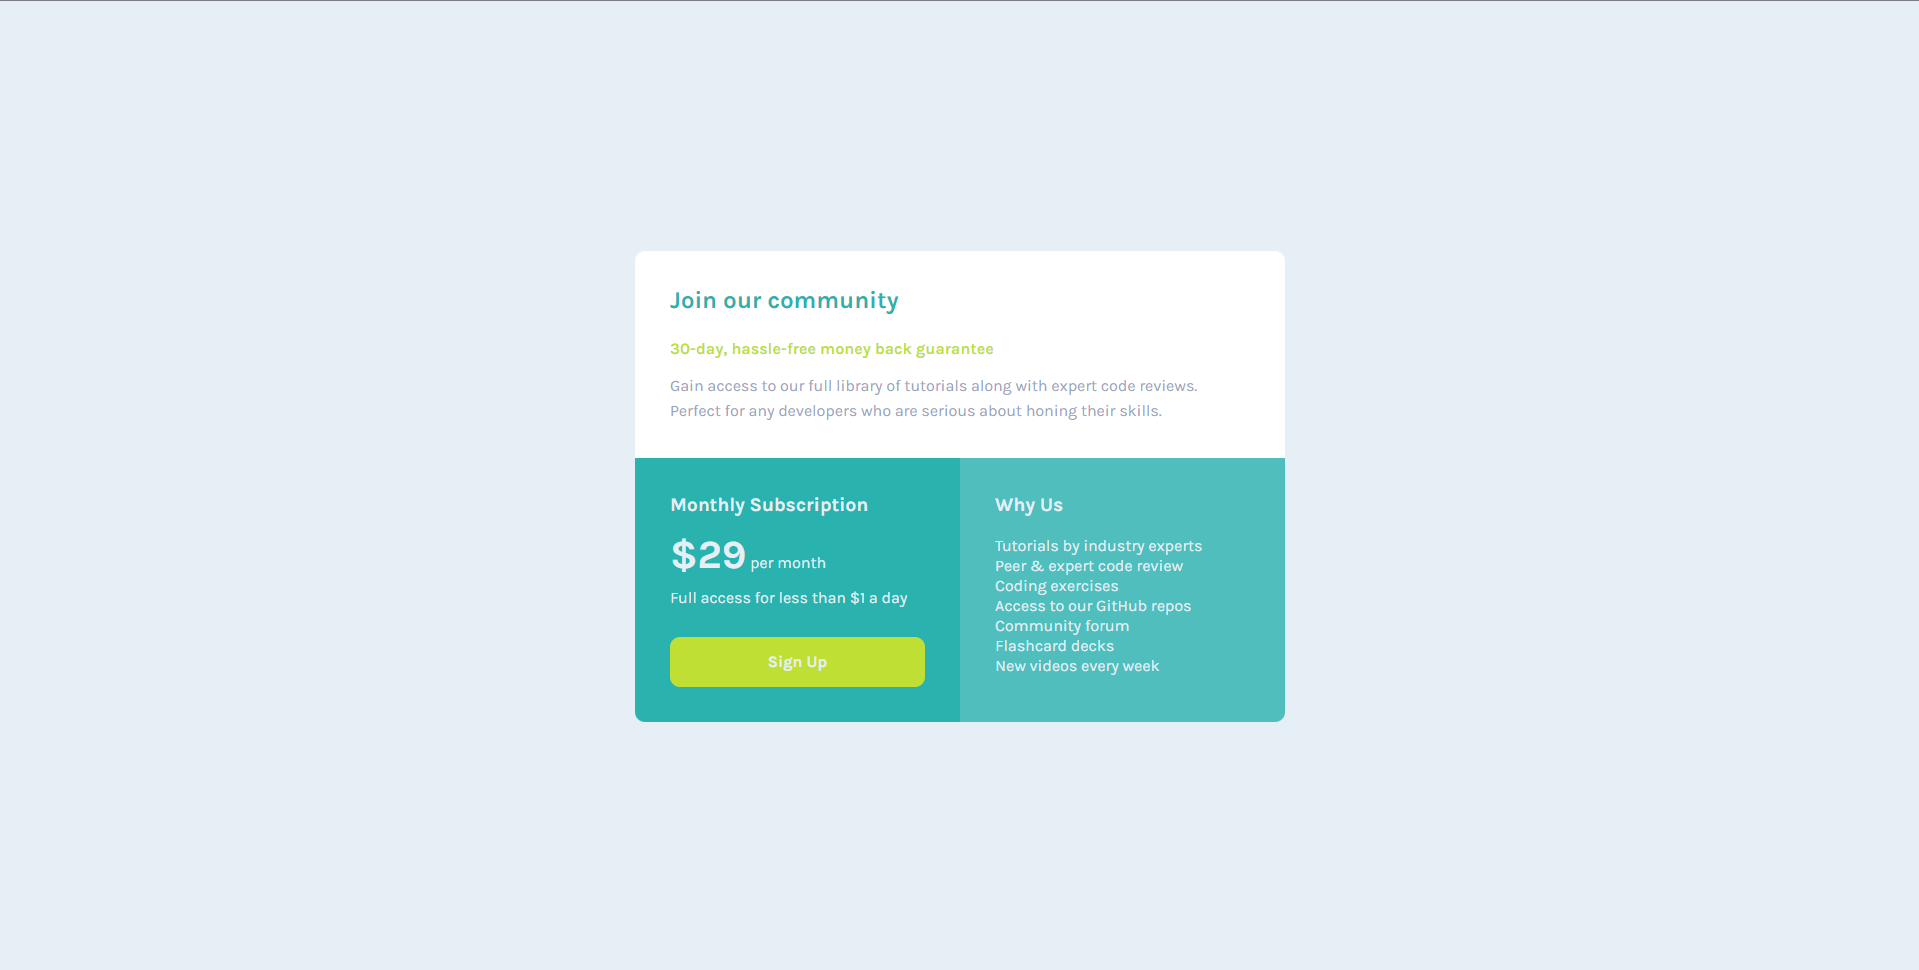 Join our community
30-day, hassle-free money back guarantee
Gain access to our full library of tutorials along with expert code reviews.
Perfect for any developers who are serious about honing their skills.
Monthly Subscription
$29 per month
Full access for less than $1 a day
Sign Up
Why Us
Tutorials by industry experts
Peer & expert code review
Coding exercises
Access to our GitHub repos
Community forum
Flashcard decks
New videos every week